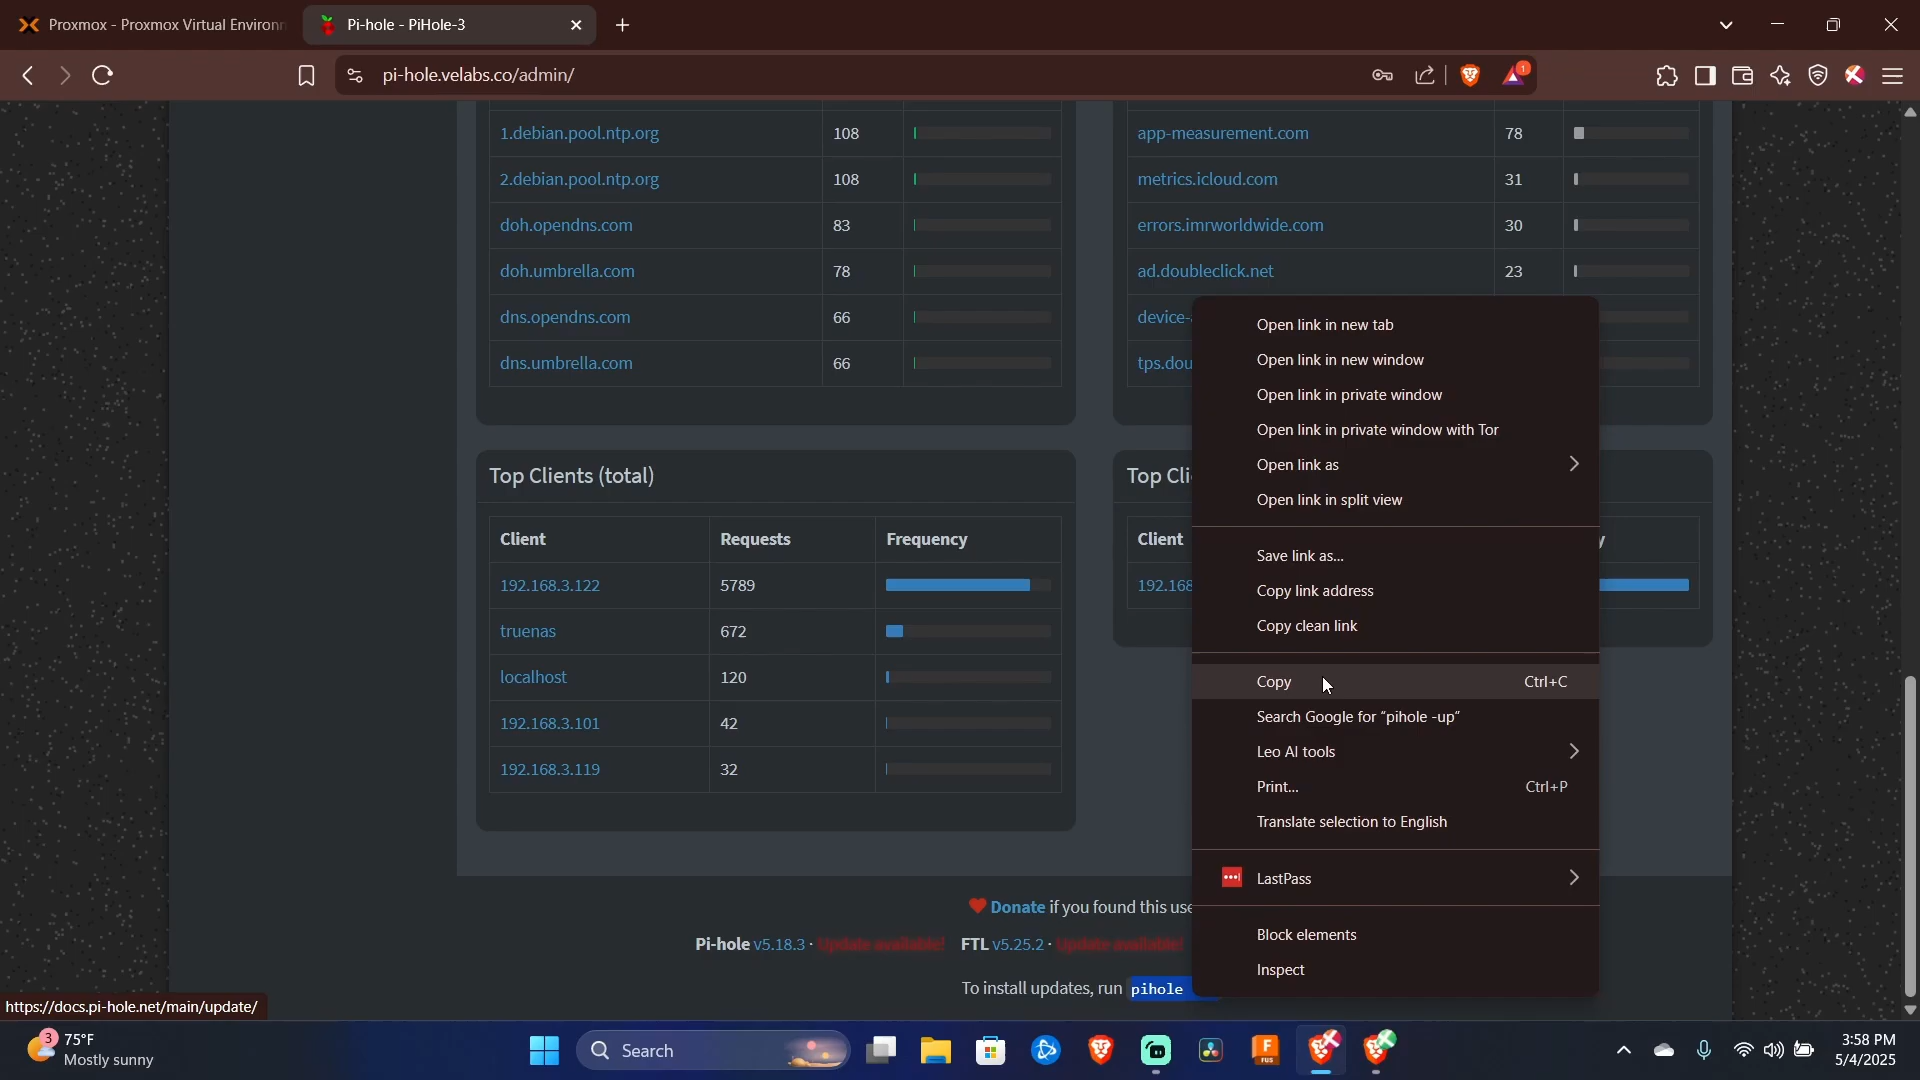 Proxmox - Proxmox Virtual Environ
Pi-hole - PiHole-3
pi-hole.velabs.co/admin/
1
1.debian.pool.ntp.org 108
app-measurement.com 78
2.debian.pool.ntp.org 108
metrics.icloud.com 31
doh.opendns.com 83
errors.imrworldwide.com 30
doh.umbrella.com 78
ad.doubleclick.net 23
dns.opendns.com 66
device-
dns.umbrella.com 66
tps.dou
Open link in new tab
Open link in new window
Open link in private window
Open link in private window with Tor
Open link as
Open link in split view
Save link as...
Copy link address
Copy clean link
Copy Ctrl+C
Search Google for "pihole -up"
Leo AI tools
Print... Ctrl+P
Translate selection to English
LastPass
Block elements
Inspect
Top Clients (total)
Client Requests Frequency
192.168.3.122 5789
truenas 672
localhost 120
192.168.3.101 42
192.168.3.119 32
Top Cli
Client y
192.168
Donate if you found this use
Pi-hole v5.18.3 · Update available! FTL v5.25.2 · Update available!
To install updates, run pihole
https://docs.pi-hole.net/main/update/
3
75°F
Mostly sunny
Search
FUS
3:58 PM
5/4/2025